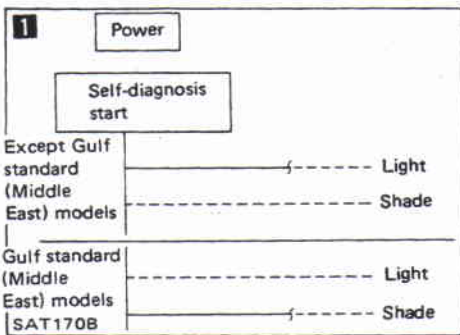 1
Power
Self-diagnosis
start
Except Gulf
standard
(Middle
East) models
Light
Shade
Gulf standard
(Middle
East) models
Light
Shade
SAT170B